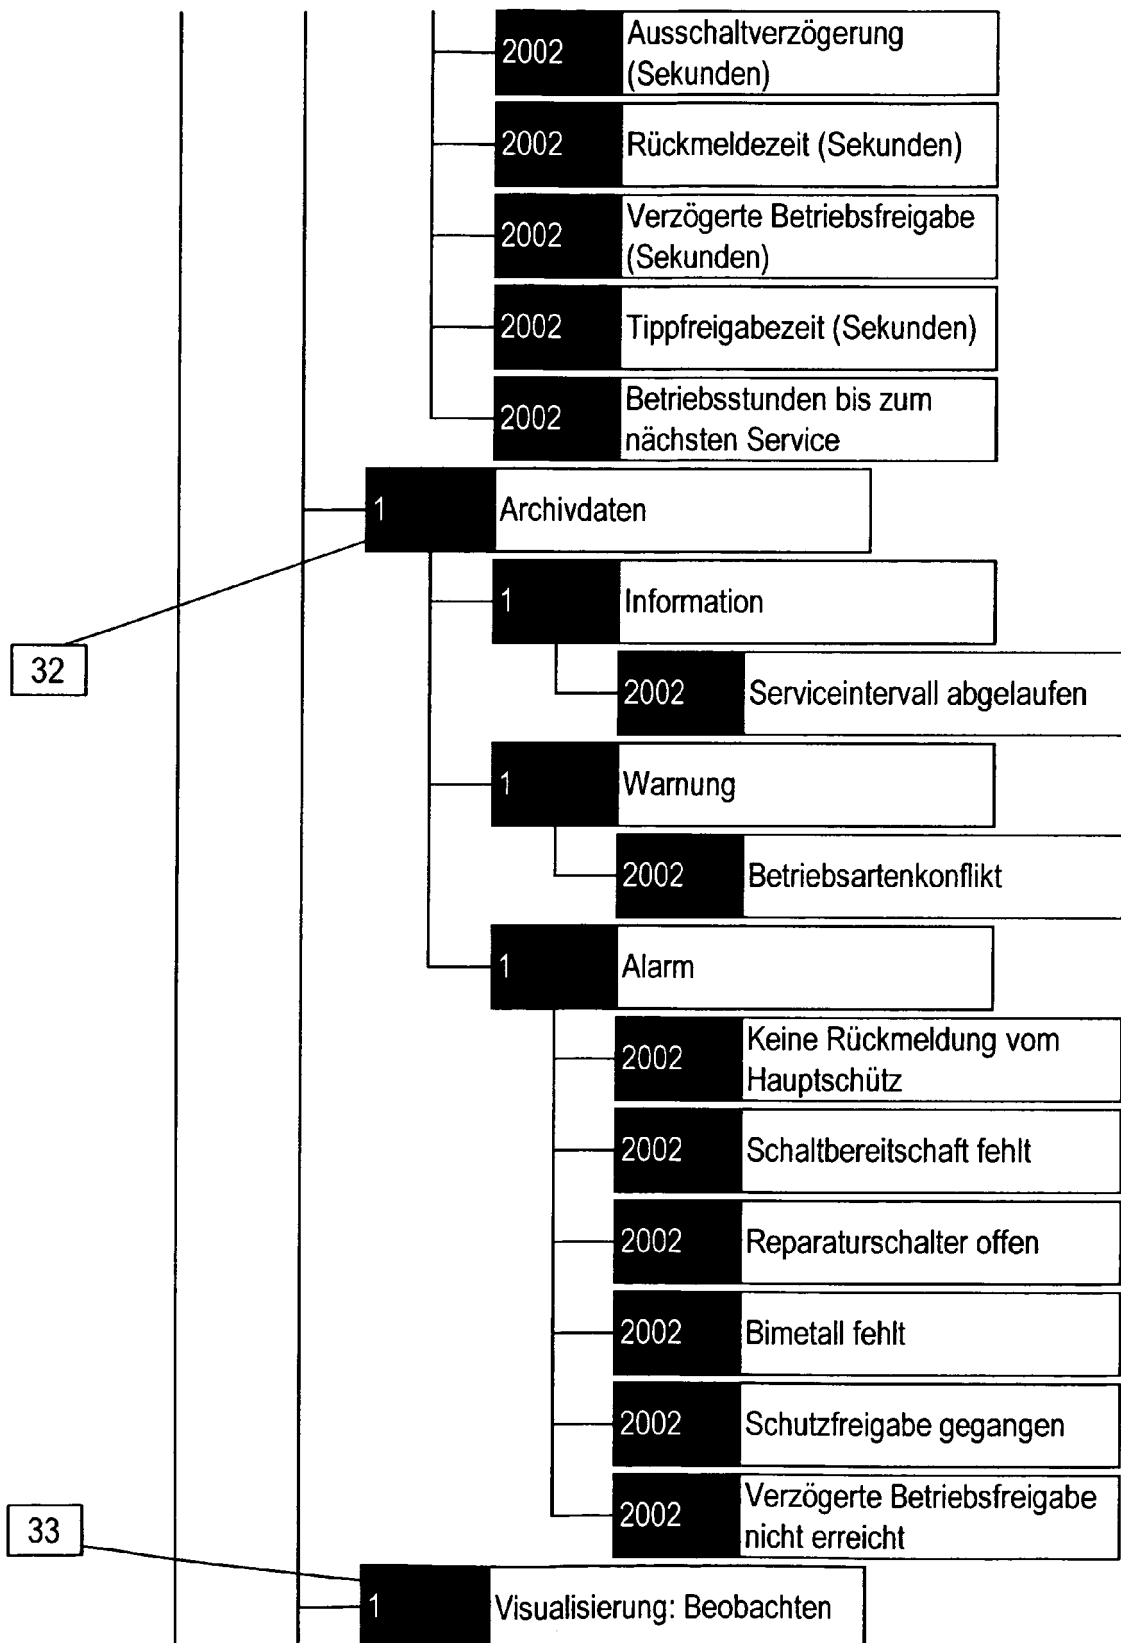 2002 Ausschaltverzögerung
(Sekunden)
2002 Rückmeldezeit (Sekunden)
2002 Verzögerte Betriebsfreigabe
(Sekunden)
2002 Tippfreigabezeit (Sekunden)
2002 Betriebsstunden bis zum
nächsten Service
1 Archivdaten
1 Information
32
2002 Serviceintervall abgelaufen
1 Warnung
2002 Betriebsartenkonflikt
1 Alarm
2002 Keine Rückmeldung vom
Hauptschütz
2002 Schaltbereitschaft fehlt
2002 Reparaturschalter offen
2002 Bimetall fehlt
2002 Schutzfreigabe gegangen
2002 Verzögerte Betriebsfreigabe
nicht erreicht
33
1 Visualisierung: Beobachten